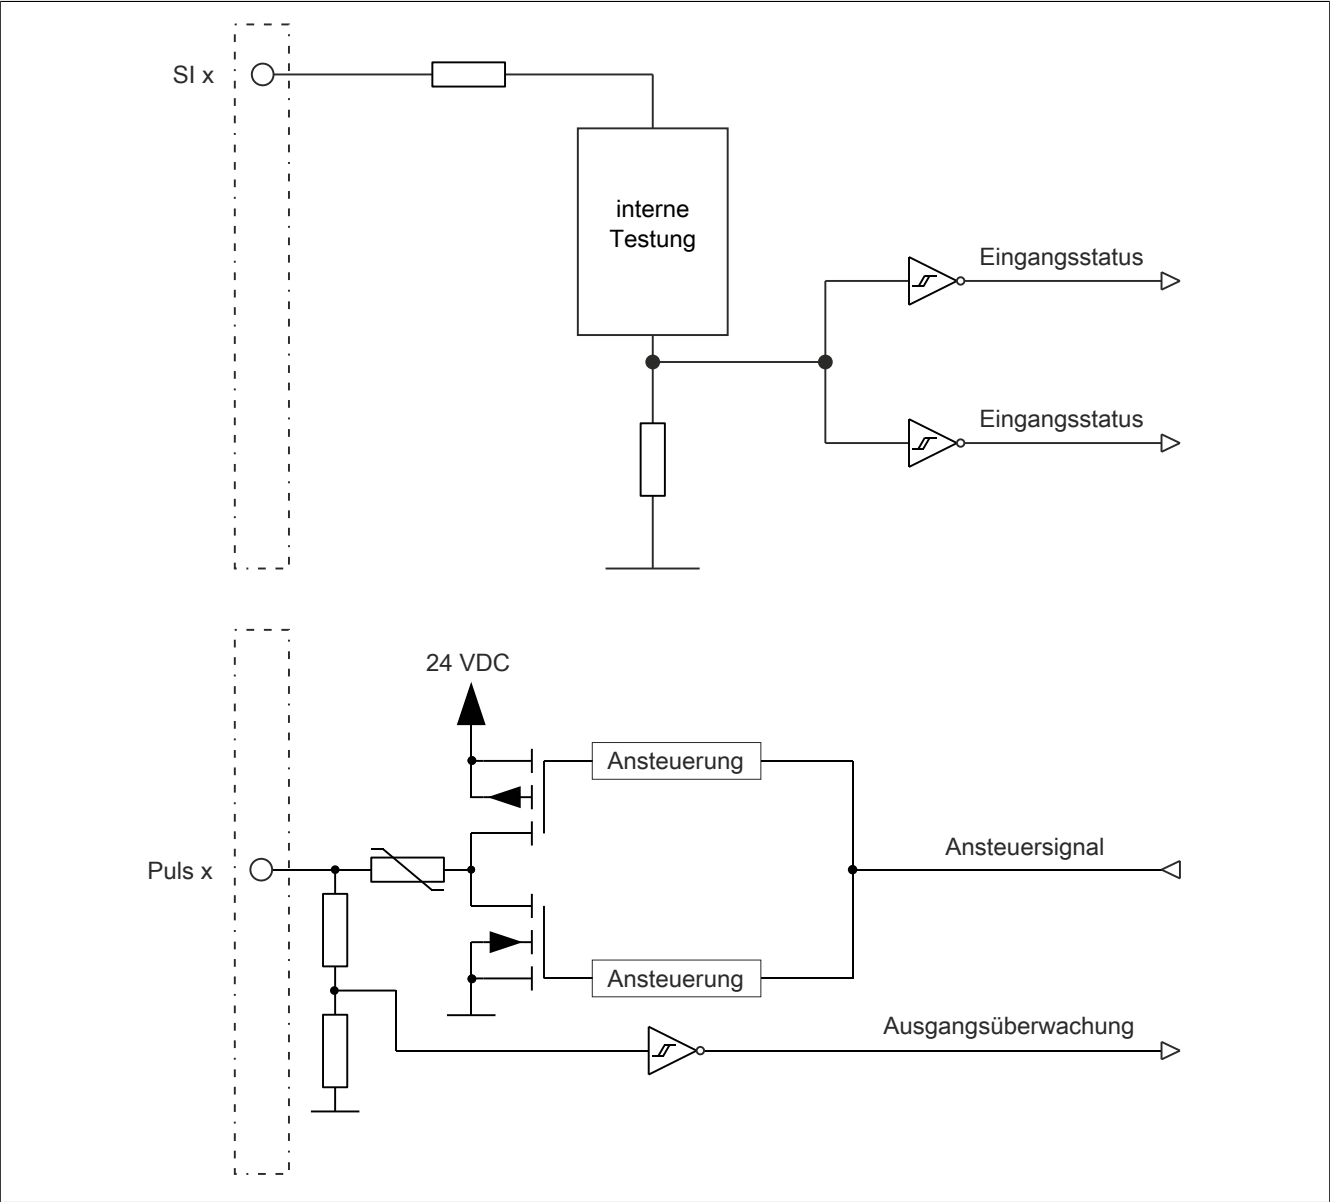 SI x
interne
Testung
Eingangsstatus
Eingangsstatus
24 VDC
Ansteuerung
Ansteuersignal
Puls x
Ansteuerung
Ausgangsüberwachung